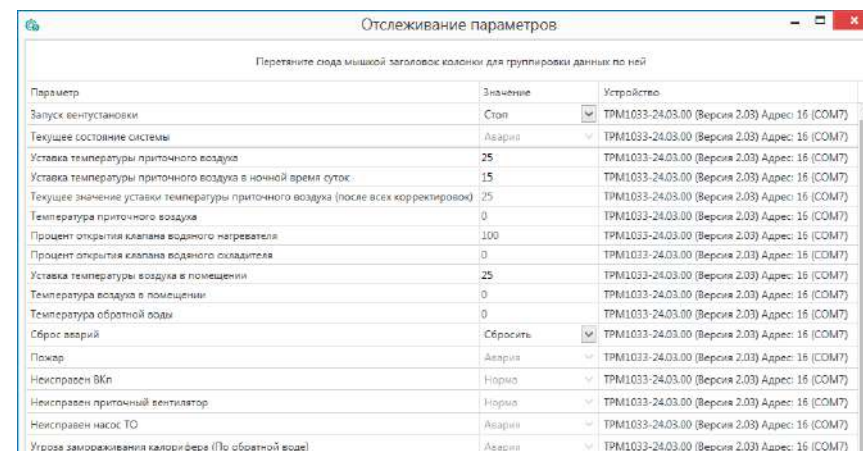 Отслеживание параметров
Перетяните сюда мышкой заголовок колонки для группировки данных по ней
Параметр Значение Устройство
Запуск вентустановки Стоп ТРМ1033-24.03.00 (Версия 2.03) Адрес: 16 (COM7)
Текущее состояние системы Авария ТРМ1033-24.03.00 (Версия 2.03) Адрес: 16 (COM7)
Уставка температуры приточного воздуха 25 ТРМ1033-24.03.00 (Версия 2.03) Адрес: 16 (COM7)
Уставка температуры приточного воздуха в ночной время суток 15 ТРМ1033-24.03.00 (Версия 2.03) Адрес: 16 (COM7)
Текущее значение уставки температуры приточного воздуха (после всех корректировок) 25 ТРМ1033-24.03.00 (Версия 2.03) Адрес: 16 (COM7)
Температура приточного воздуха 0 ТРМ1033-24.03.00 (Версия 2.03) Адрес: 16 (COM7)
Процент открытия клапана водяного нагревателя 100 ТРМ1033-24.03.00 (Версия 2.03) Адрес: 16 (COM7)
Процент открытия клапана водяного охладителя 0 ТРМ1033-24.03.00 (Версия 2.03) Адрес: 16 (COM7)
Уставка температуры воздуха в помещении 25 ТРМ1033-24.03.00 (Версия 2.03) Адрес: 16 (COM7)
Температура воздуха в помещении 0 ТРМ1033-24.03.00 (Версия 2.03) Адрес: 16 (COM7)
Температура обратной воды 0 ТРМ1033-24.03.00 (Версия 2.03) Адрес: 16 (COM7)
Сброс аварий Сбросить ТРМ1033-24.03.00 (Версия 2.03) Адрес: 16 (COM7)
Пожар Авария ТРМ1033-24.03.00 (Версия 2.03) Адрес: 16 (COM7)
Неисправен ВКп Норма ТРМ1033-24.03.00 (Версия 2.03) Адрес: 16 (COM7)
Неисправен приточный вентилятор Норма ТРМ1033-24.03.00 (Версия 2.03) Адрес: 16 (COM7)
Неисправен насос ТО Авария ТРМ1033-24.03.00 (Версия 2.03) Адрес: 16 (COM7)
Угроза замораживания калорифера (По обратной воде) Авария ТРМ1033-24.03.00 (Версия 2.03) Адрес: 16 (COM7)